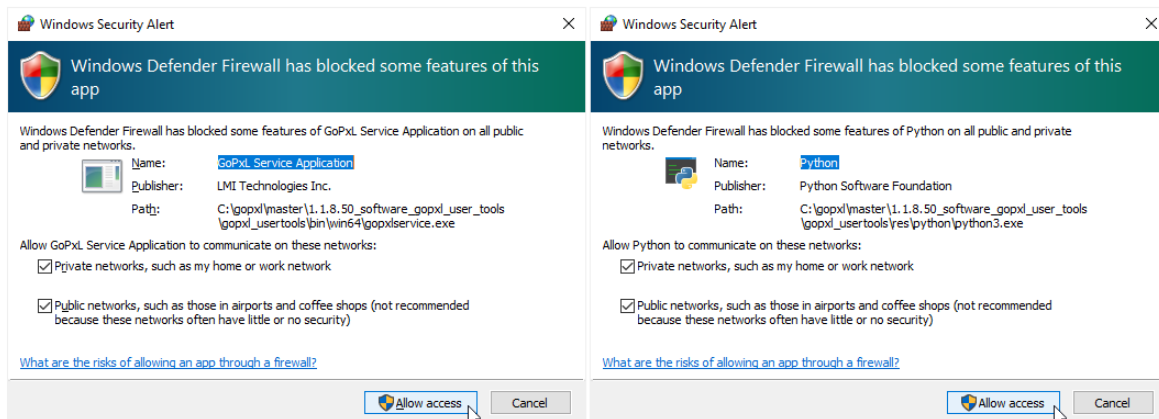 Windows Security Alert
Windows Defender Firewall has blocked some features of this
app
Windows Defender Firewall has blocked some features of GoPxL Service Application on all public
and private networks.
Name: GoPxL Service Application
Publisher: LMI Technologies Inc.
Path: C:\gopxl\master\1.1.8.50_software_gopxl_user_tools
\gopxl_usertools\bin\win64\gopxlservice.exe
Allow GoPxL Service Application to communicate on these networks:
Private networks, such as my home or work network
Public networks, such as those in airports and coffee shops (not recommended
because these networks often have little or no security)
What are the risks of allowing an app through a firewall?
Allow access Cancel
Windows Security Alert
Windows Defender Firewall has blocked some features of this
app
Windows Defender Firewall has blocked some features of Python on all public and private
networks.
Name: Python
Publisher: Python Software Foundation
Path: C:\gopxl\master\1.1.8.50_software_gopxl_user_tools
\gopxl_usertools\res\python\python3.exe
Allow Python to communicate on these networks:
Private networks, such as my home or work network
Public networks, such as those in airports and coffee shops (not recommended
because these networks often have little or no security)
What are the risks of allowing an app through a firewall?
Allow access Cancel